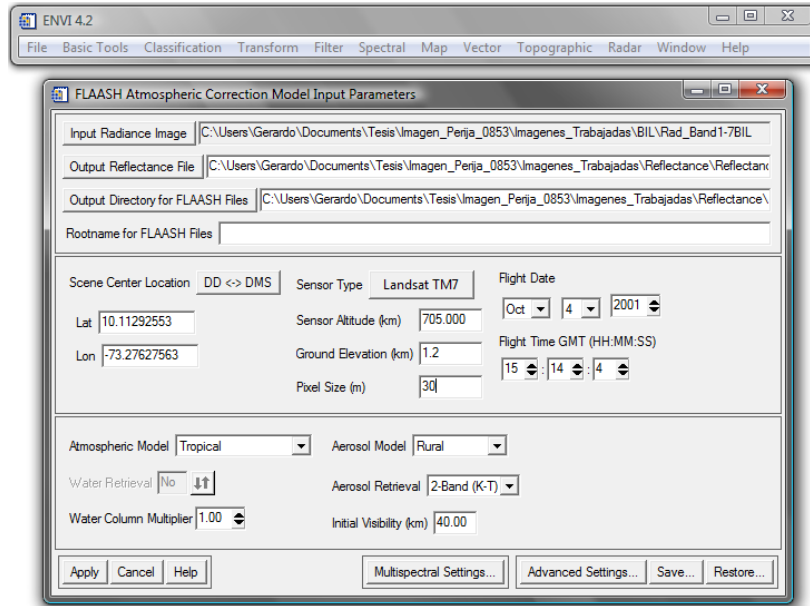 ENVI 4.2
File Basic Tools Classification Transform Filter Spectral Map Vector Topographic Radar Window Help
FLAASH Atmospheric Correction Model Input Parameters
Input Radiance Image C:\Users\Gerardo\Documents\Tesis\Imagen_Perija_0853\Imagenes_Trabajadas\BIL\Rad_Band1-7BIL
Output Reflectance File C:\Users\Gerardo\Documents\Tesis\Imagen_Perija_0853\Imagenes_Trabajadas\Reflectance\Reflectanc
Output Directory for FLAASH Files C:\Users\Gerardo\Documents\Tesis\Imagen_Perija_0853\Imagenes_Trabajadas\Reflectance\
Rootname for FLAASH Files
Scene Center Location DD <-> DMS
Lat 10.11292553
Lon -73.27627563
Sensor Type Landsat TM7
Sensor Altitude (km) 705.000
Ground Elevation (km) 1.2
Pixel Size (m) 30
Flight Date
Oct 4 2001
Flight Time GMT (HH:MM:SS)
15 : 14 : 4
Atmospheric Model Tropical
Water Retrieval No
Water Column Multiplier 1.00
Aerosol Model Rural
Aerosol Retrieval 2-Band (K-T)
Initial Visibility (km) 40.00
Apply Cancel Help Multispectral Settings... Advanced Settings... Save... Restore...